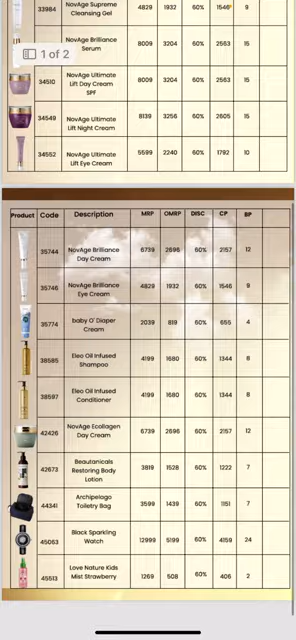 33984 NovAge Supreme Cleansing Gel 4829 1932 60% 1546 9
NovAge Brilliance Serum 8009 3204 60% 2563 15
1 of 2
34510 NovAge Ultimate Lift Day Cream SPF 8009 3204 60% 2563 15
34549 NovAge Ultimate Lift Night Cream 8139 3256 60% 2605 15
34552 NovAge Ultimate Lift Eye Cream 5599 2240 60% 1792 10
Product Code Description MRP OMRP DISC CP BP
35744 NovAge Brilliance Day Cream 6739 2696 60% 2157 12
35746 NovAge Brilliance Eye Cream 4829 1932 60% 1546 9
35774 baby O' Diaper Cream 2039 819 60% 655 4
38585 Eleo Oil Infused Shampoo 4199 1680 60% 1344 8
38597 Eleo Oil Infused Conditioner 4199 1680 60% 1344 8
42426 NovAge Ecollagen Day Cream 6739 2696 60% 2157 12
42673 Beautanicals Restoring Body Lotion 3819 1528 60% 1222 7
44341 Archipelago Toiletry Bag 3599 1439 60% 1151 7
45063 Black Sparkling Watch 12999 5199 60% 4159 24
45513 Love Nature Kids Mist Strawberry 1269 508 60% 406 2